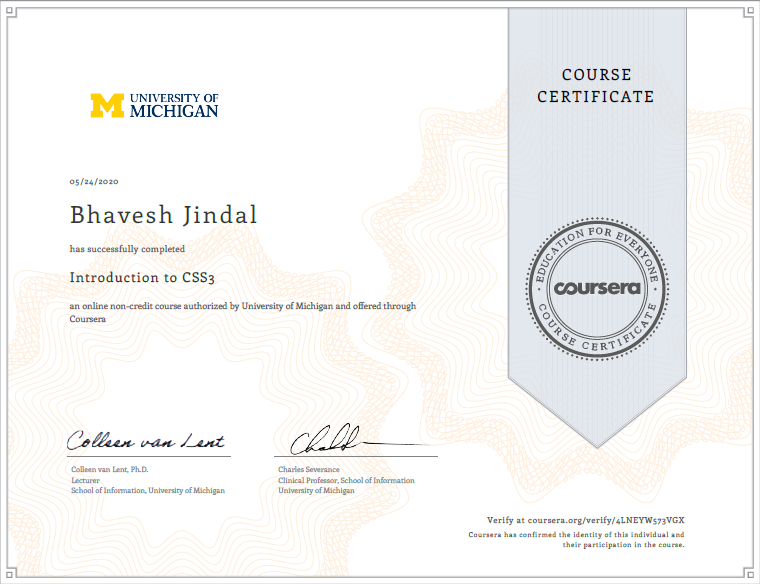 COURSE
CERTIFICATE
M UNIVERSITY OF
MICHIGAN
05/24/2020
Bhavesh Jindal
has successfully completed
Introduction to CSS3
an online non-credit course authorized by University of Michigan and offered through
Coursera
EDUCATION FOR EVERYONE
coursera
COURSE CERTIFICATE
Colleen van Lent
Colleen van Lent, Ph.D.
Lecturer
School of Information, University of Michigan
Charles Severance
Clinical Professor, School of Information
University of Michigan
Verify at coursera.org/verify/4LNEYW573VGX
Coursera has confirmed the identity of this individual and
their participation in the course.